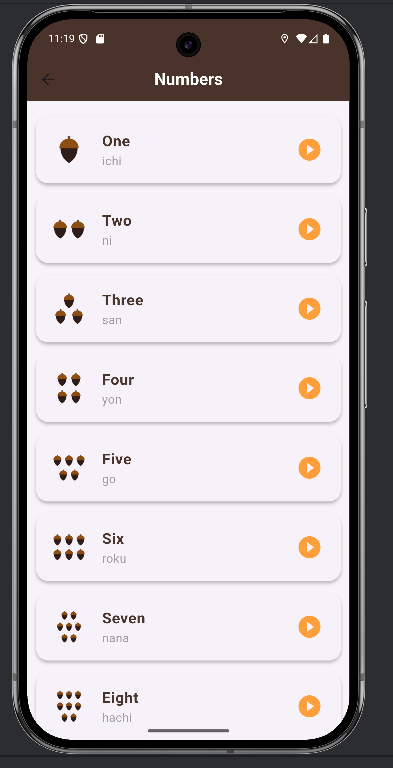 11:19
Numbers
One
ichi
Two
ni
Three
san
Four
yon
Five
go
Six
roku
Seven
nana
Eight
hachi